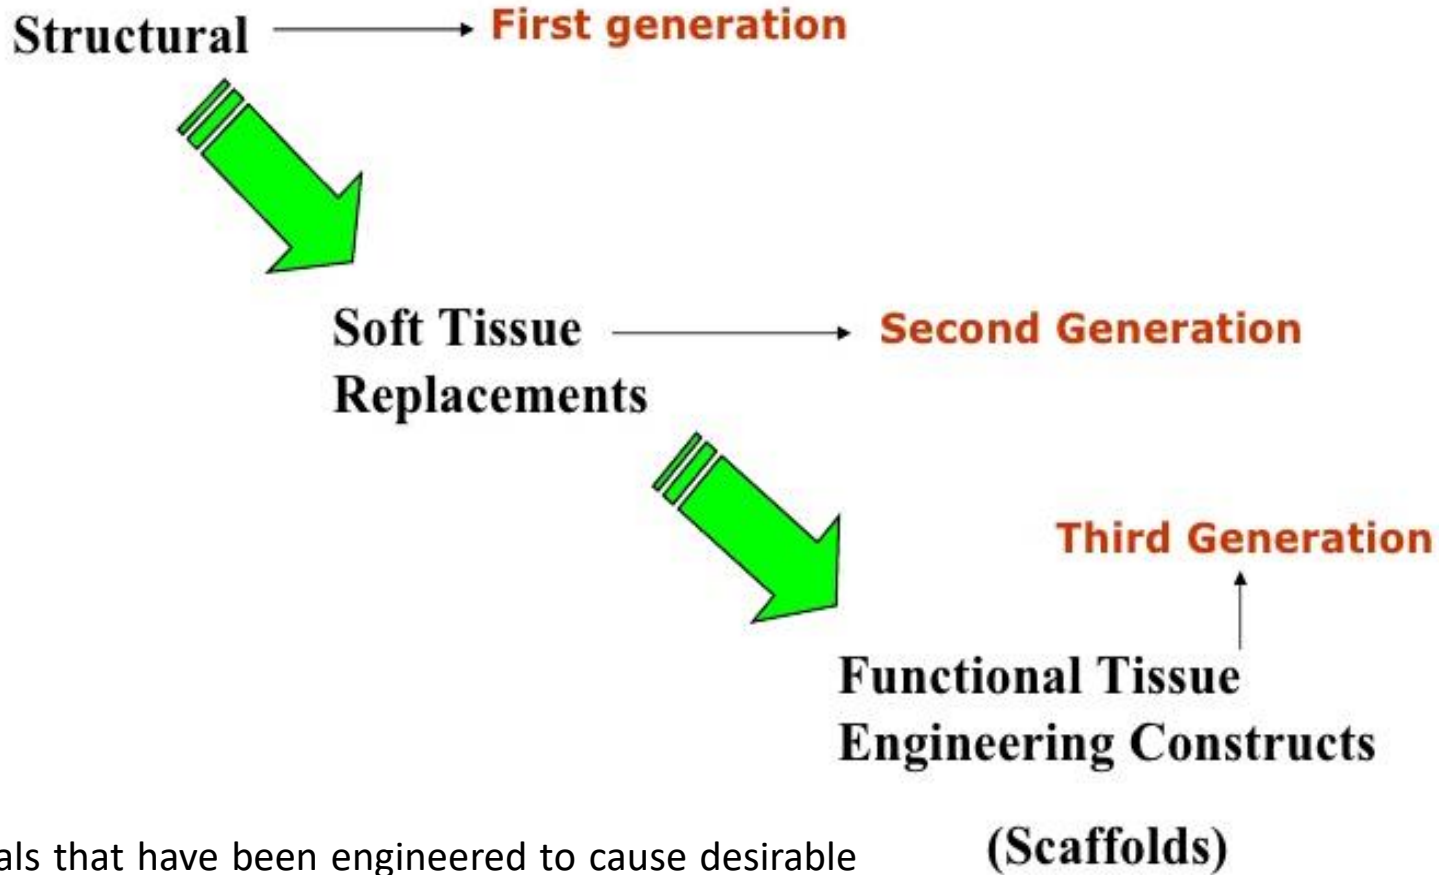 Structural
First generation
Soft Tissue
Replacements
Second Generation
Third Generation
Functional Tissue
Engineering Constructs
(Scaffolds)
that have been engineered to cause desirable